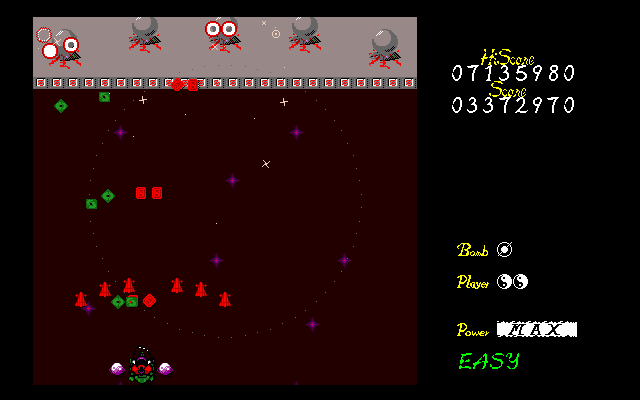 HiScore
07135980
Score
03372970
Bomb
Player
Power MAX
EASY